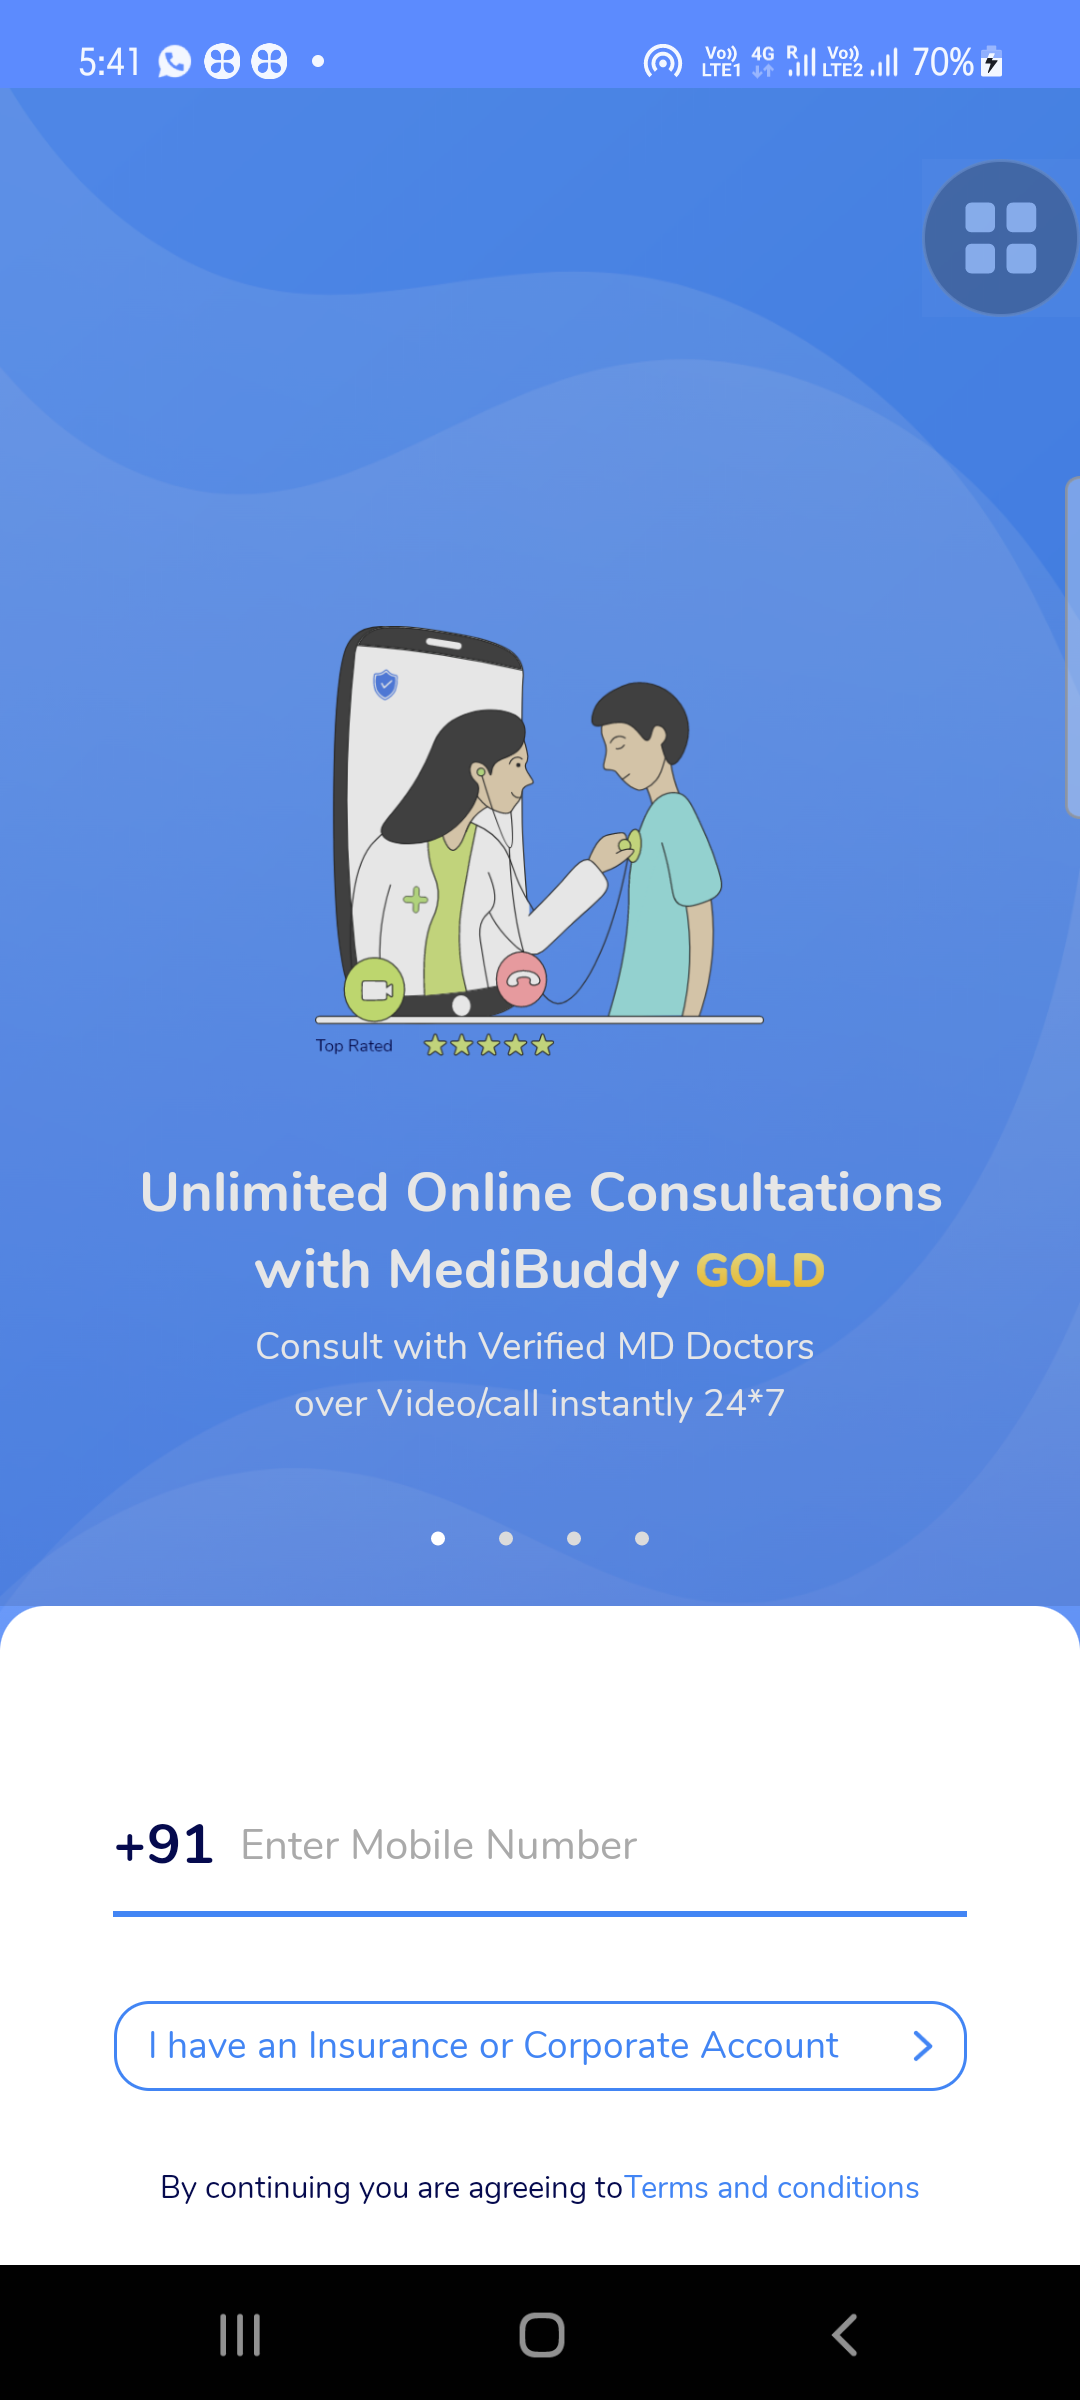 5:41
Vo)) LTE1 4G R Vo)) LTE2 70%
Top Rated
Unlimited Online Consultations
with MediBuddy GOLD
Consult with Verified MD Doctors
over Video/call instantly 24*7
+91 Enter Mobile Number
I have an Insurance or Corporate Account
By continuing you are agreeing toTerms and conditions